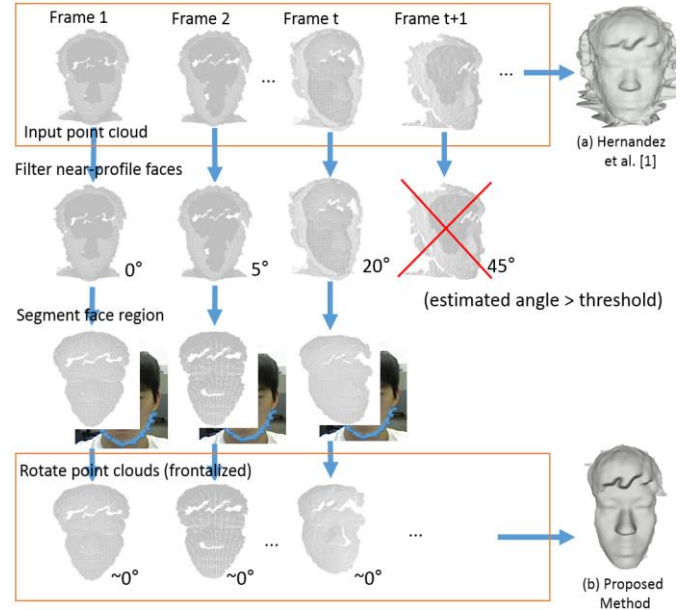 Frame 1
Frame 2
Frame t
Frame t+1
...
...
Input point cloud
(a) Hernandez
et al. [1]
Filter near-profile faces
0°
5°
20°
45°
(estimated angle > threshold)
Segment face region
Rotate point clouds (frontalized)
...
...
~0°
~0°
~0°
(b) Proposed
Method